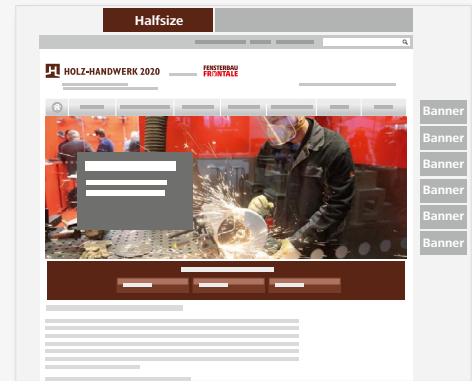 Halfsize
HOLZ-HANDWERK 2020
FENSTERBAU
FRONTALE
Banner
Banner
Banner
Banner
Banner
Banner